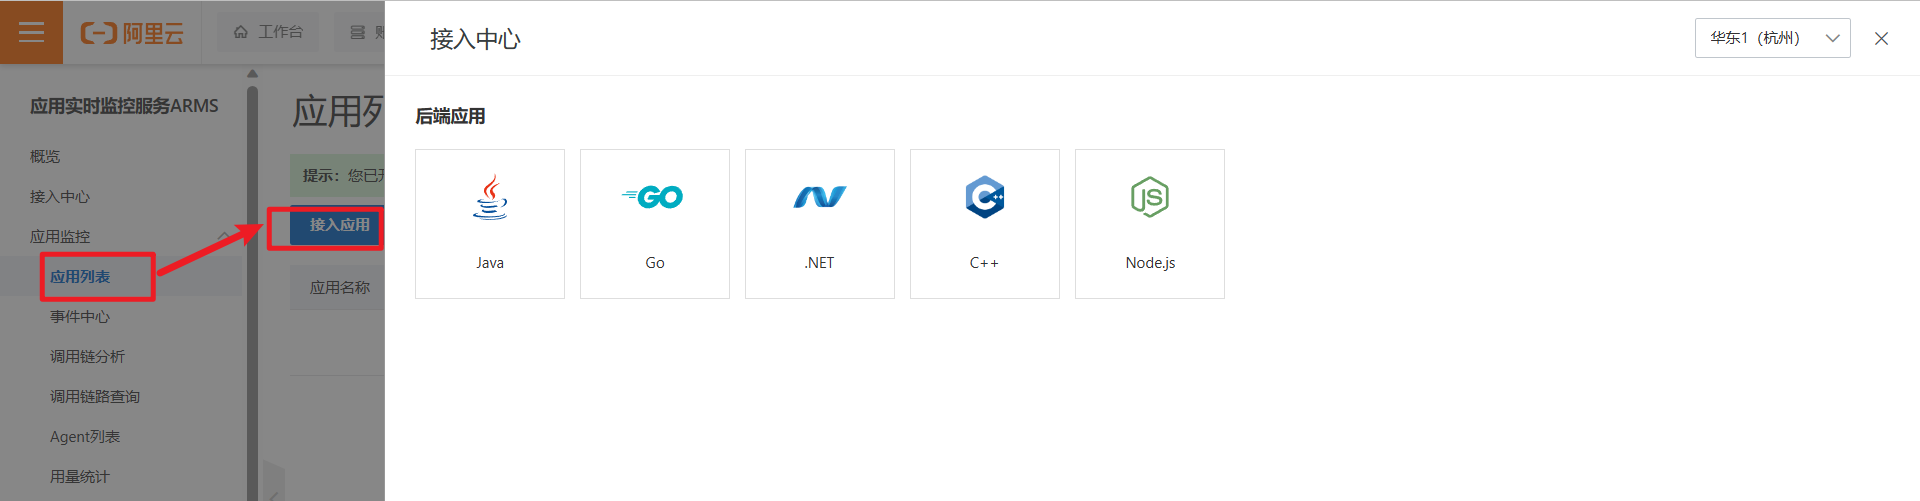 阿里云
工作台
应用实时监控服务ARMS
概览
接入中心
应用监控
应用列表
事件中心
调用链分析
调用链路查询
Agent列表
用量统计
应用
提示：您已
接入应用
应用名称
接入中心
华东1（杭州）
后端应用
Java
Go
.NET
C++
Node.js